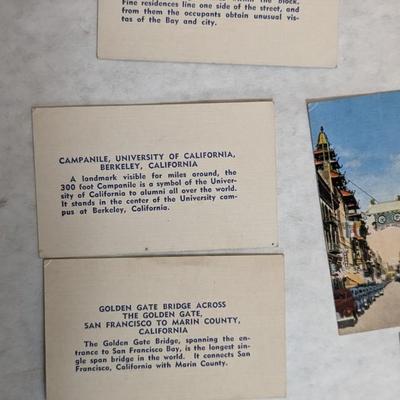 Fine residences line one side of the street, and
from them the occupants obtain unusual vis-
tas of the Bay and city.
CAMPANILE, UNIVERSITY OF CALIFORNIA,
BERKELEY, CALIFORNIA
A landmark visible for miles around, the
300 foot Campanile is a symbol of the Univer-
sity of California to alumni all over the world.
It stands in the center of the University cam-
pus at Berkeley, California.
GOLDEN GATE BRIDGE ACROSS
THE GOLDEN GATE,
SAN FRANCISCO TO MARIN COUNTY,
CALIFORNIA
The Golden Gate Bridge, spanning the en-
trance to San Francisco Bay, is the longest sin-
gle span bridge in the world. It connects San
Francisco, California with Marin County.